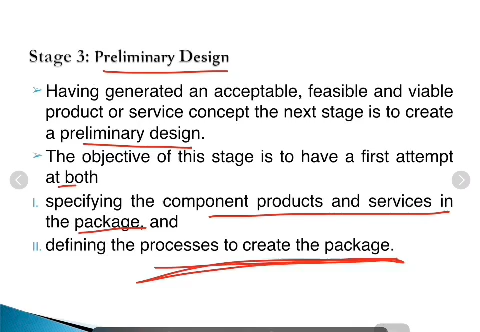 Stage 3: Preliminary Design
➢ Having generated an acceptable, feasible and viable
product or service concept the next stage is to create
a preliminary design.
➢ The objective of this stage is to have a first attempt
at both
I. specifying the component products and services in
the package, and
II. defining the processes to create the package.